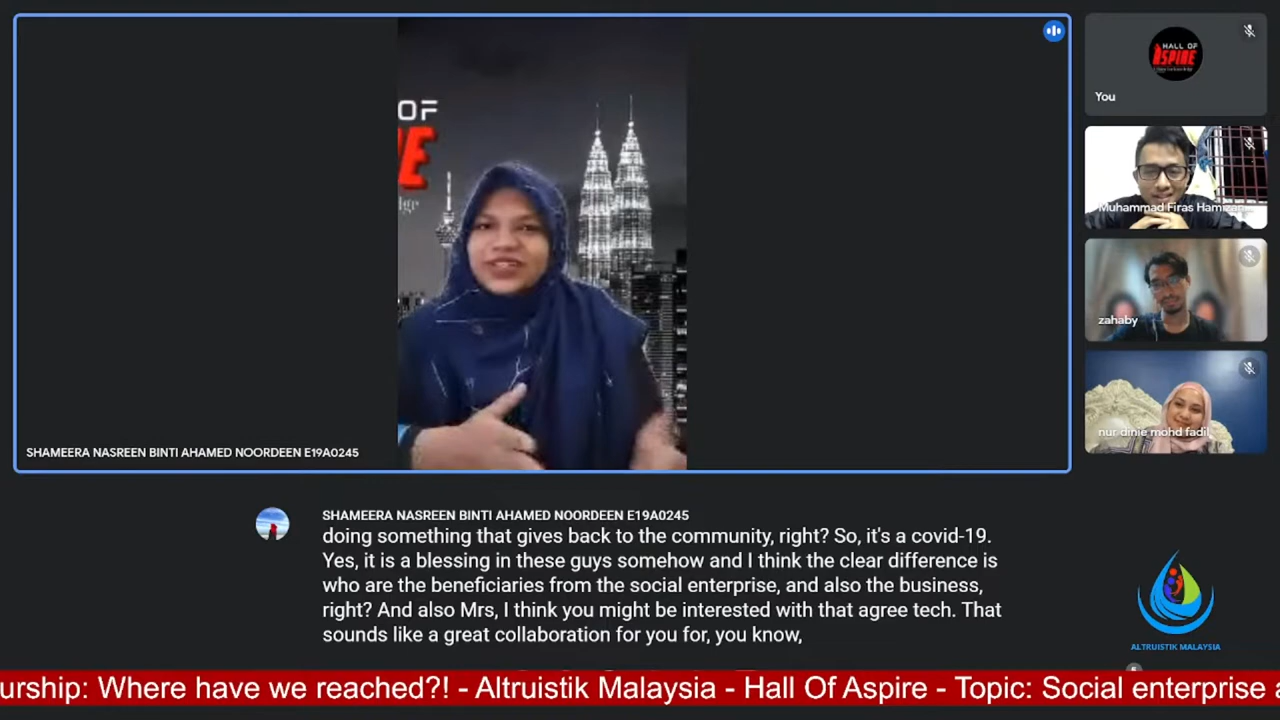 HALL OF
ASPIRE
You
OF
Muhammad Firas Hamizan...
zahaby
nur dinie mohd fadil
SHAMEERA NASREEN BINTI AHAMED NOORDEEN E19A0245
SHAMEERA NASREEN BINTI AHAMED NOORDEEN E19A0245
doing something that gives back to the community, right? So, it's a covid-19.
Yes, it is a blessing in these guys somehow and I think the clear difference is
who are the beneficiaries from the social enterprise, and also the business,
right? And also Mrs, I think you might be interested with that agree tech. That
sounds like a great collaboration for you for, you know,
ALTRUISTIK MALAYSIA
urship: Where have we reached?! - Altruistik Malaysia - Hall Of Aspire - Topic: Social enterprise a